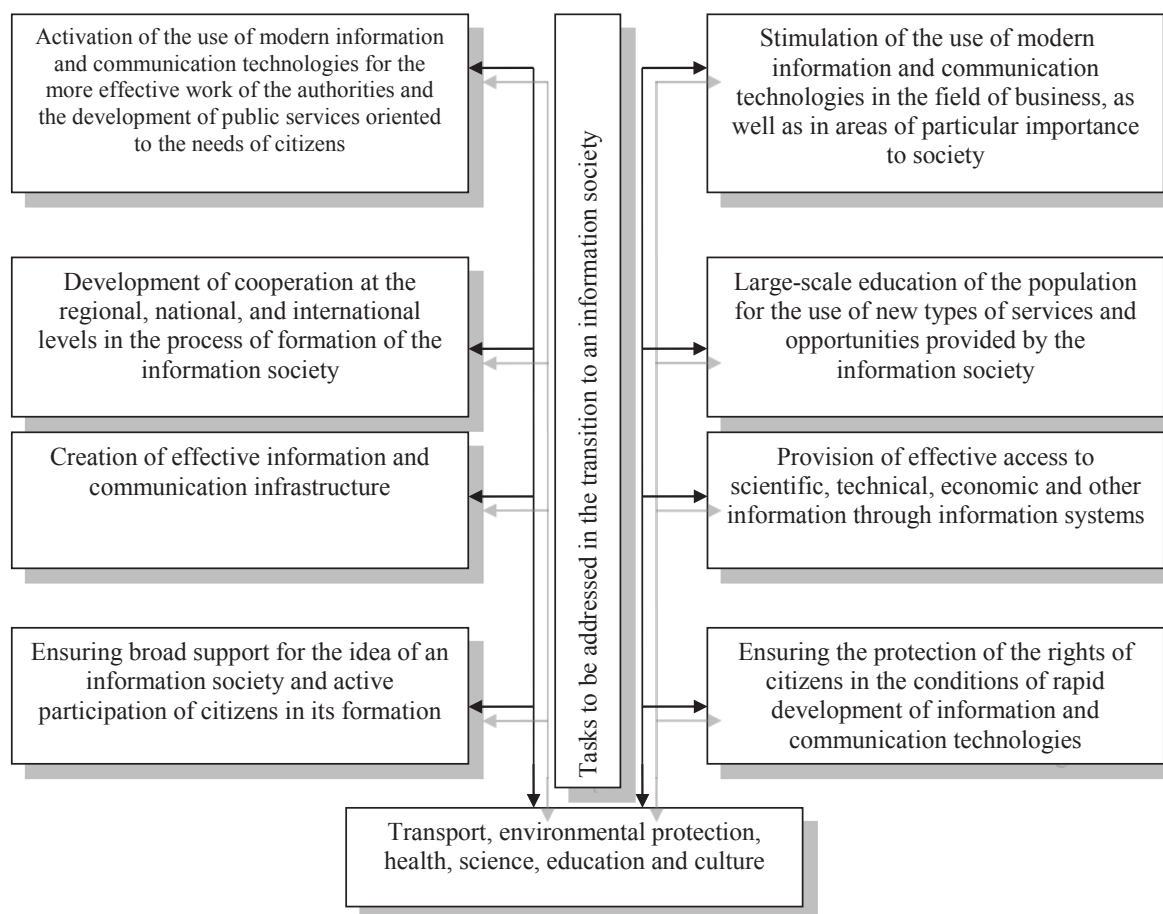 Activation of the use of modern information
and communication technologies for the
more effective work of the authorities and
the development of public services oriented
to the needs of citizens
Development of cooperation at the
regional, national, and international
levels in the process of formation of the
information society
Creation of effective information and
communication infrastructure
Ensuring broad support for the idea of an
information society and active
participation of citizens in its formation
Tasks to be addressed in the transition to an information society
Stimulation of the use of modern
information and communication
technologies in the field of business, as
well as in areas of particular importance
to society
Large-scale education of the population
for the use of new types of services and
opportunities provided by the
information society
Provision of effective access to
scientific, technical, economic and other
information through information systems
Ensuring the protection of the rights of
citizens in the conditions of rapid
development of information and
communication technologies
Transport, environmental protection,
health, science, education and culture